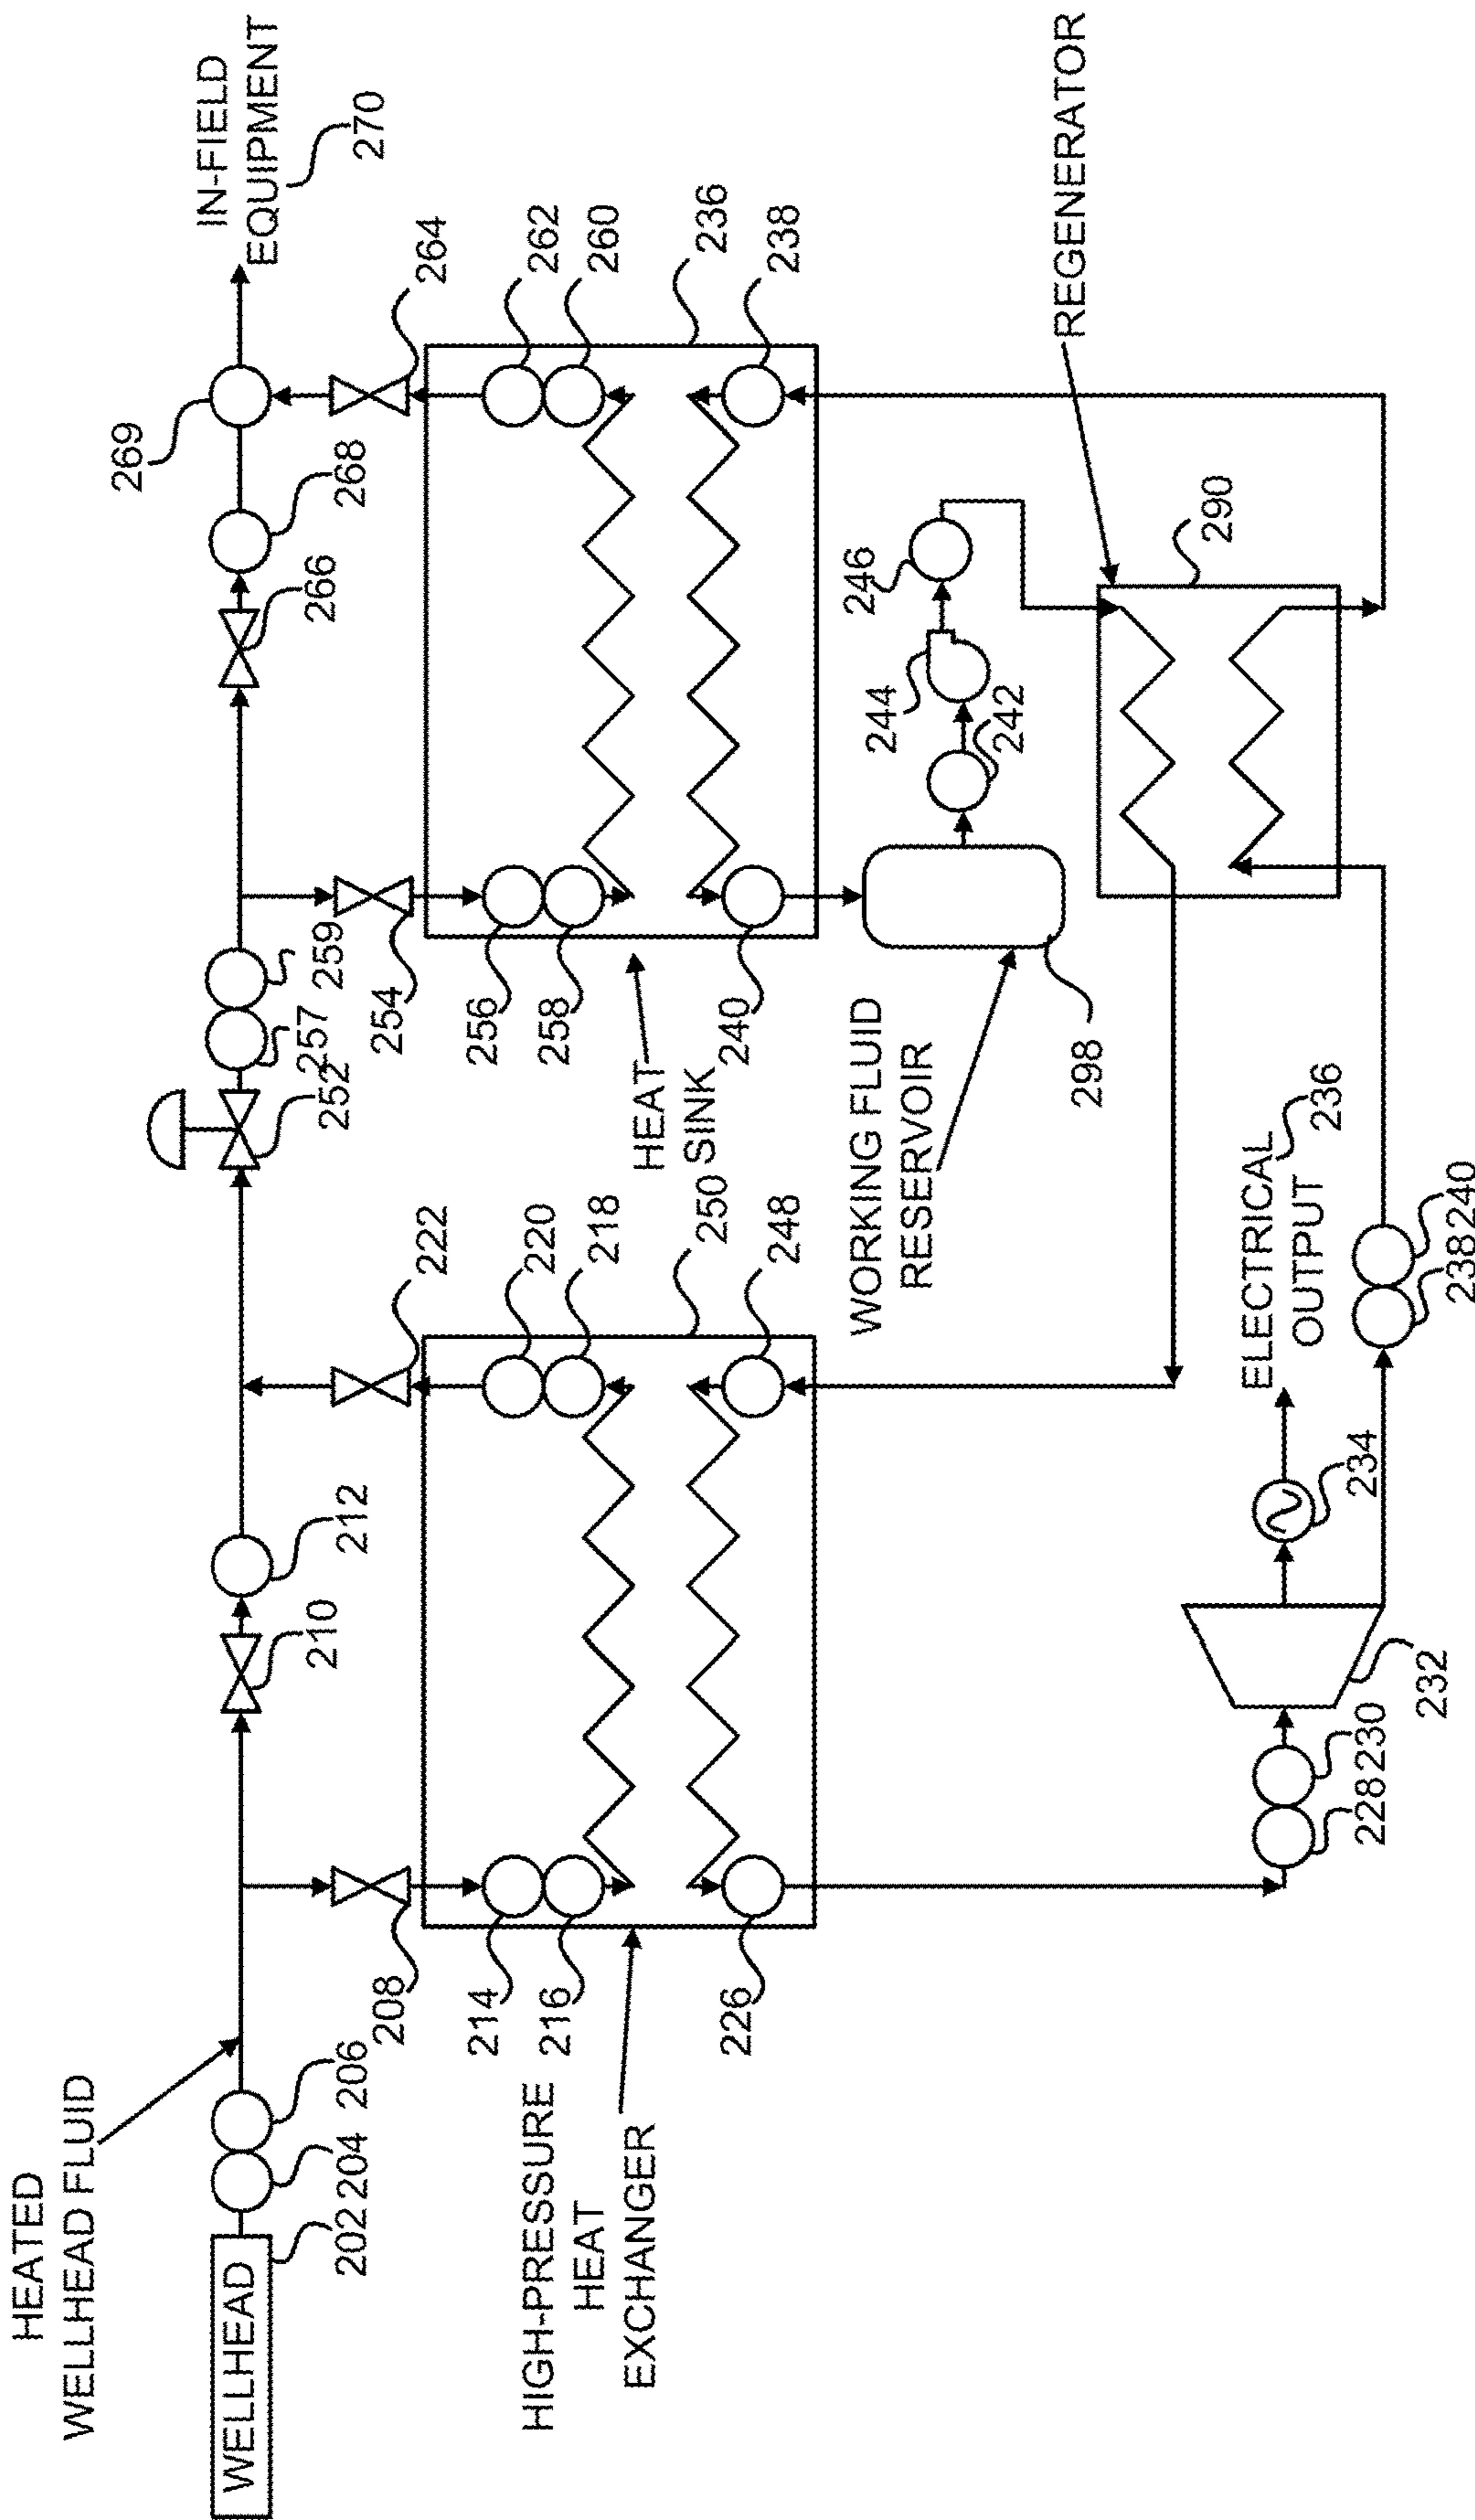 HEATED
WELLHEAD FLUID
WELLHEAD
202
204
206
208
210
212
214
216
218
220
222
226
HIGH-PRESSURE
HEAT
EXCHANGER
250
248
228
230
232
234
ELECTRICAL
OUTPUT
236
238
240
252
257
259
254
256
258
240
HEAT
SINK
WORKING FLUID
RESERVOIR
298
242
244
246
266
268
269
IN-FIELD
EQUIPMENT
270
264
262
260
236
238
REGENERATOR
290